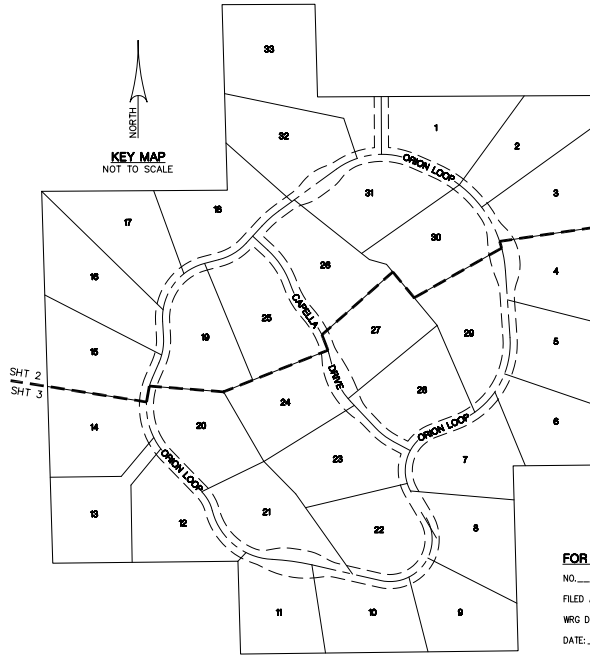 33
NORTH
KEY MAP
NOT TO SCALE
1
2
3
32
ORION LOOP
31
30
17
18
16
26
4
CAPELLA
25
27
29
5
15
19
SHT 2
SHT 3
DRIVE
28
24
6
14
20
ORION LOOP
23
7
ORION LOOP
13
12
21
22
8
11
10
9
FOR
NO.__
FILED
WRG D
DATE:_